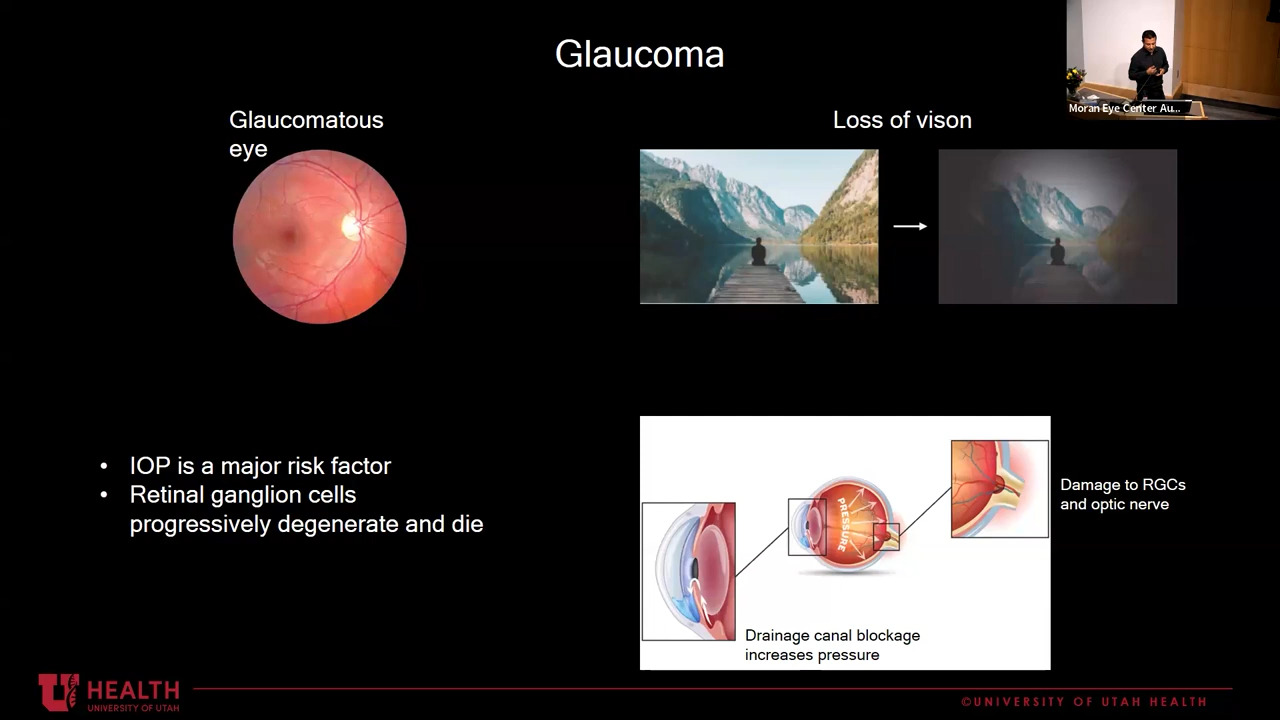 Glaucoma
Moran Eye Center Au...
Glaucomatous
eye
Loss of vison
• IOP is a major risk factor
• Retinal ganglion cells
progressively degenerate and die
PRESSURE
Damage to RGCs
and optic nerve
Drainage canal blockage
increases pressure
U HEALTH
UNIVERSITY OF UTAH
©UNIVERSITY OF UTAH HEALTH